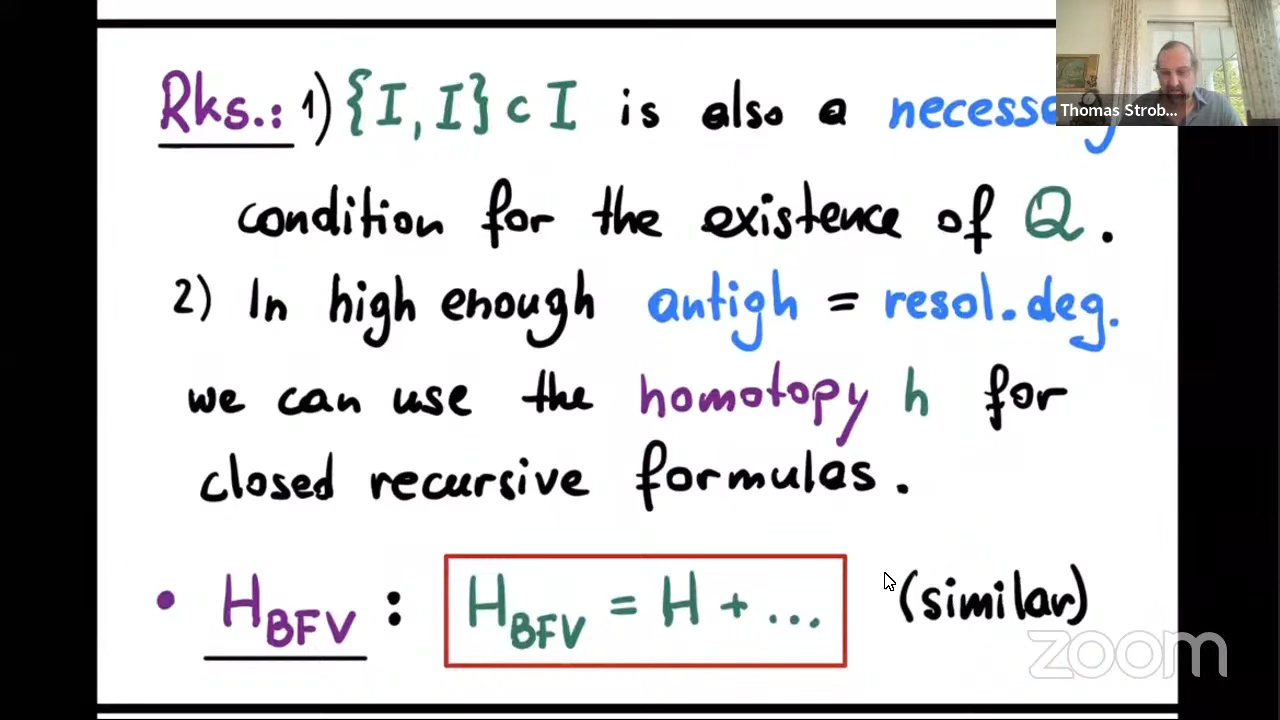 Rks.: 1) {I, I} ⊂ I is also a
Thomas Strob...
condition for the existence of Q.
2) In high enough antigh = resol. deg.
we can use the homotopy h for
closed recursive formulas.
• H_BFV : H_BFV = H + ... (similar)
zoom